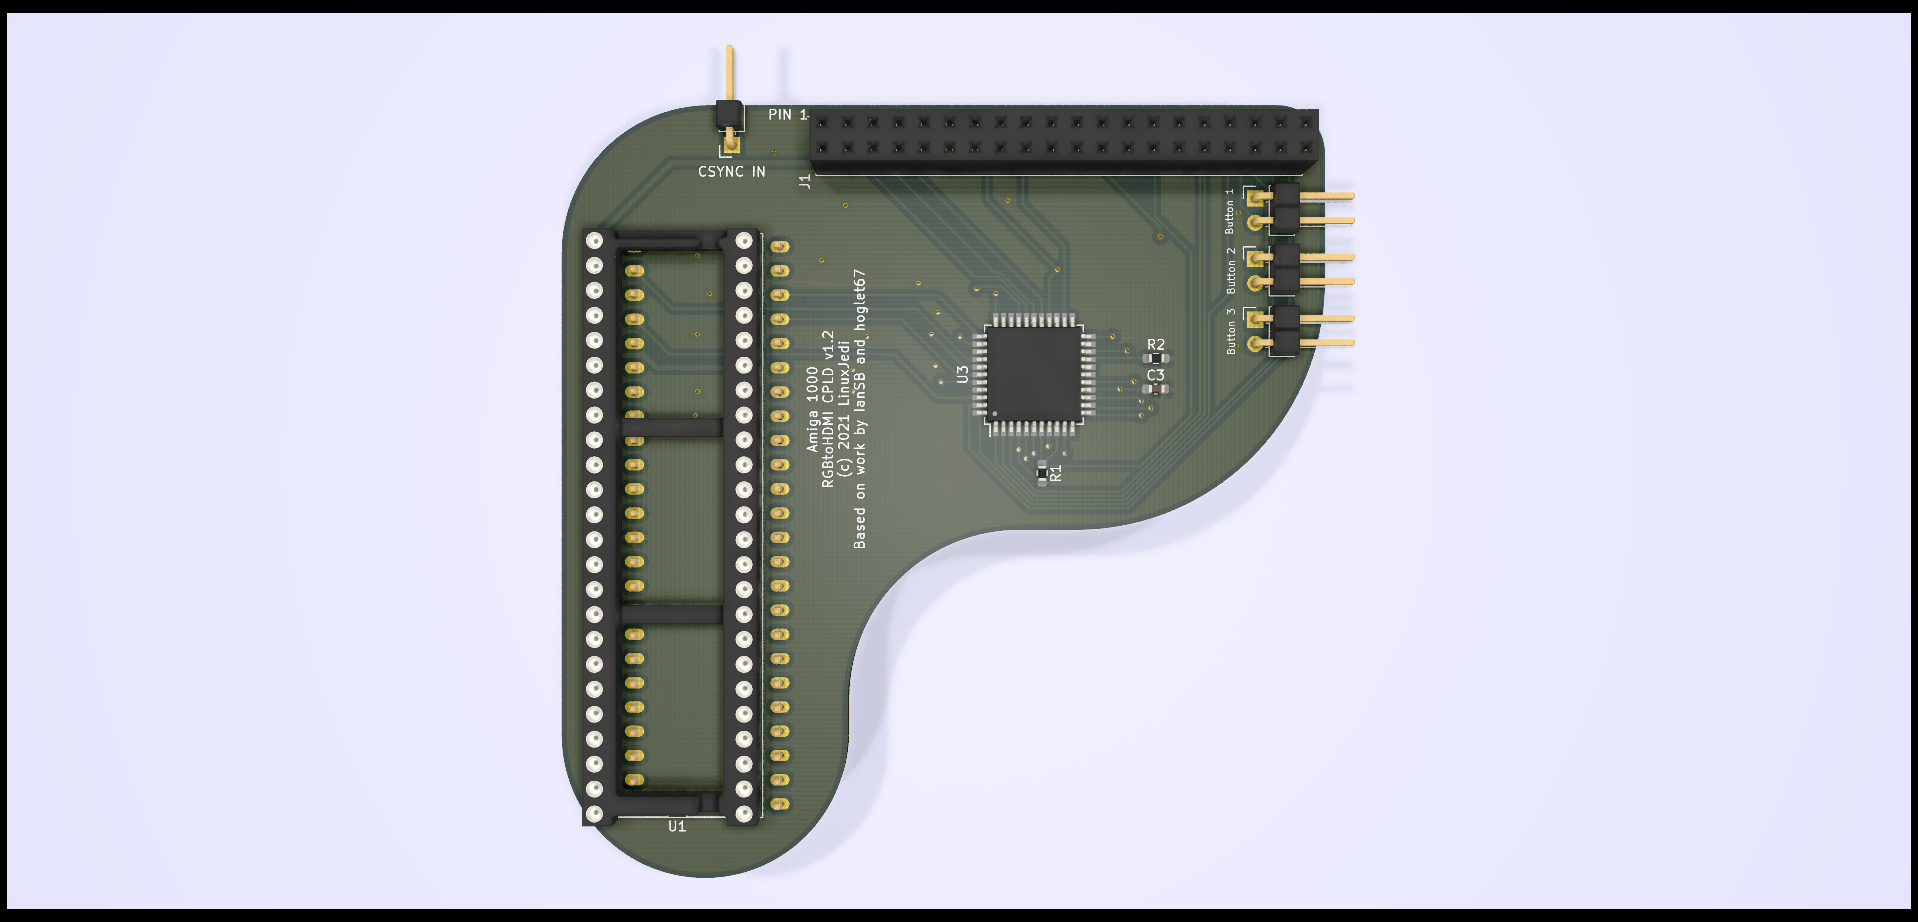 PIN 1
CSYNC IN
J1
Button 1
Button 2
Button 3
Amiga 1000
RGBtoHDMI CPLD v1.2
(c) 2021 LinuxJedi
Based on work by IanSB and hoglet67
U3
R2
C3
R1
U1